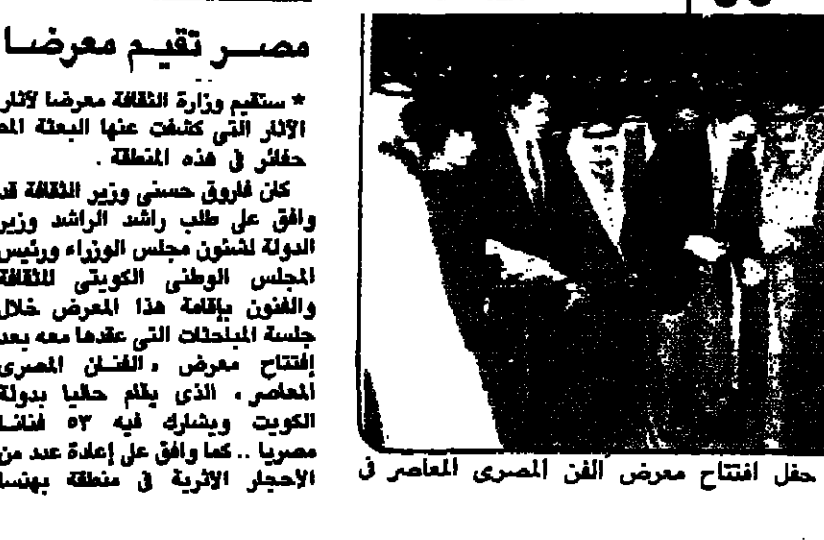 مصر تقيم معرضا
* ستقيم وزارة الثقافة معرضا لآثار
الآثار التى كشفت عنها البعثة المص
حفائر فى هذه المنطقة .
كان فاروق حسنى وزير الثقافة قد
وافق على طلب راشد الراشد وزير
الدولة لشئون مجلس الوزراء ورئيس
المجلس الوطنى الكويتى للثقافة
والفنون بإقامة هذا المعرض خلال
جلسة المباحثات التى عقدها معه بعد
إفتتاح معرض « الفنان المصرى
المعاصر » الذى يقام حاليا بدولة
الكويت ويشارك فيه ٥٣ فنانا
مصريا .. كما وافق على إعادة عدد من
الأحجار الأثرية فى منطقة بهنسا
حفل افتتاح معرض الفن المصرى المعاصر فى